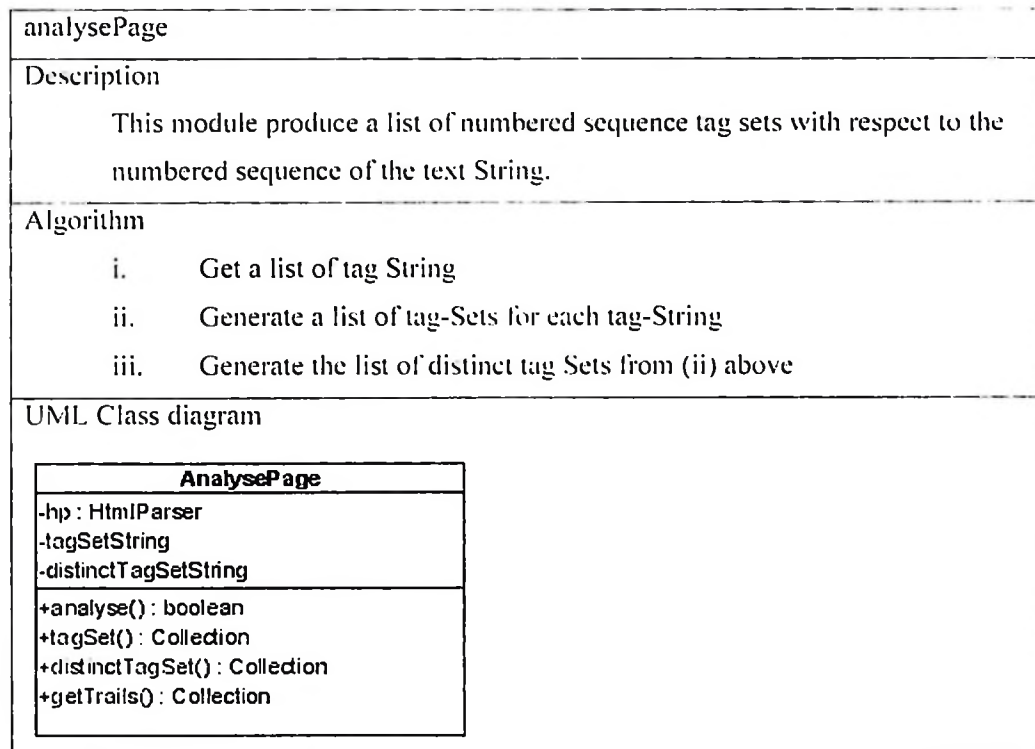 analysePage
Description
This module produce a list of numbered sequence tag sets with respect to the
numbered sequence of the text String.
Algorithm
i. Get a list of tag String
ii. Generate a list of tag-Sets for each tag-String
iii. Generate the list of distinct tag Sets from (ii) above
UML Class diagram
AnalysePage
-hp : HtmlParser
-tagSetString
-distinctTagSetString
+analyse() : boolean
+tagSet() : Collection
+distinctTagSet() : Collection
+getTrails() : Collection